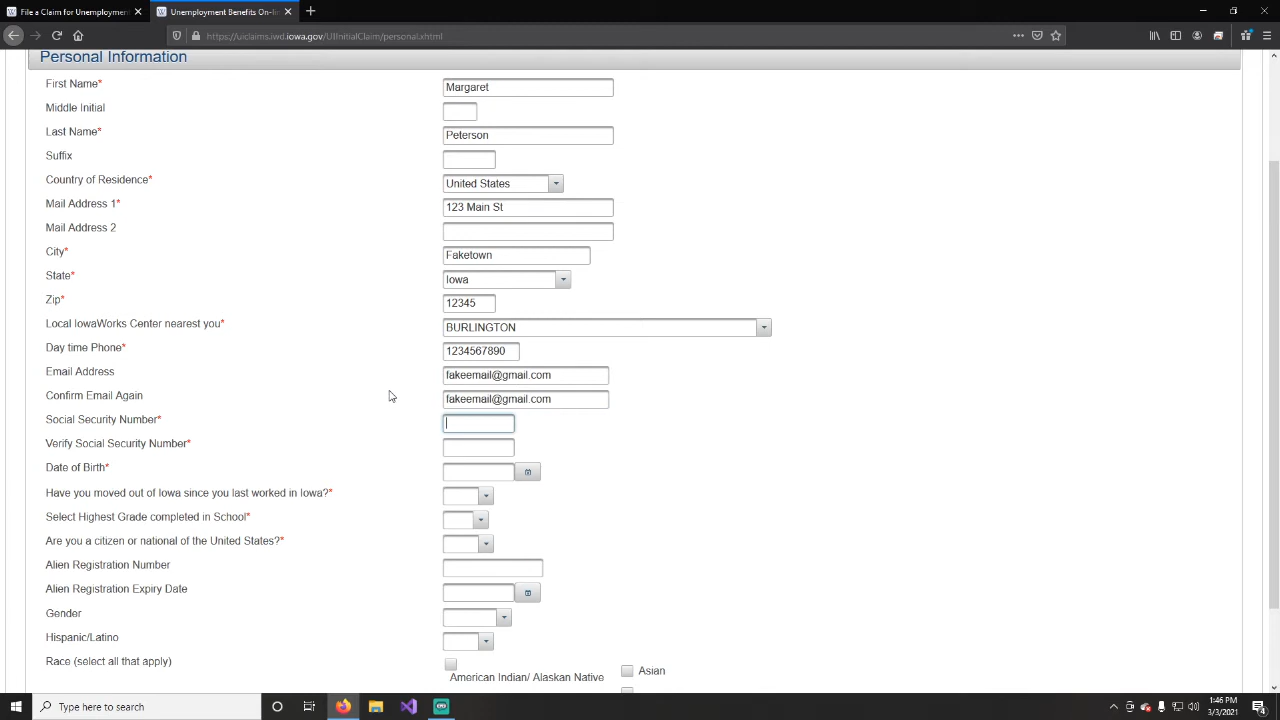 File a Claim for Unemployment
Unemployment Benefits On-li
https://uiclaims.iwd.iowa.gov/UIInitialClaim/personal.xhtml
Personal Information
First Name* Margaret
Middle Initial
Last Name* Peterson
Suffix
Country of Residence* United States
Mail Address 1* 123 Main St
Mail Address 2
City* Faketown
State* Iowa
Zip* 12345
Local IowaWorks Center nearest you* BURLINGTON
Day time Phone* 1234567890
Email Address fakeemail@gmail.com
Confirm Email Again fakeemail@gmail.com
Social Security Number*
Verify Social Security Number*
Date of Birth*
Have you moved out of Iowa since you last worked in Iowa?*
Select Highest Grade completed in School*
Are you a citizen or national of the United States?*
Alien Registration Number
Alien Registration Expiry Date
Gender
Hispanic/Latino
Race (select all that apply)
American Indian/ Alaskan Native
Asian
Type here to search
1:46 PM
3/3/2021